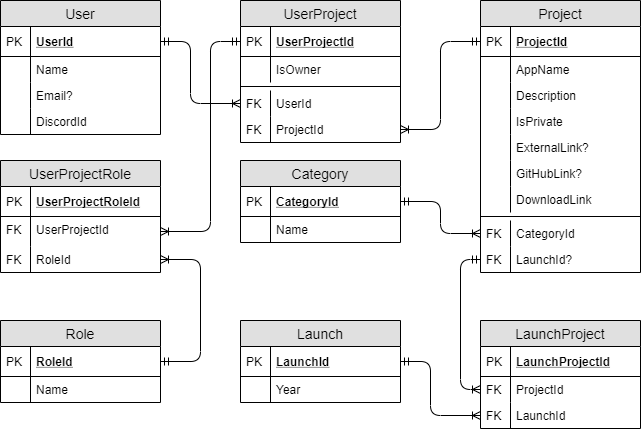 User
PK UserId
Name
Email?
DiscordId
UserProject
PK UserProjectId
IsOwner
FK UserId
FK ProjectId
Project
PK ProjectId
AppName
Description
IsPrivate
ExternalLink?
GitHubLink?
DownloadLink
FK CategoryId
FK LaunchId?
UserProjectRole
PK UserProjectRoleId
FK UserProjectId
FK RoleId
Category
PK CategoryId
Name
Role
PK RoleId
Name
Launch
PK LaunchId
Year
LaunchProject
PK LaunchProjectId
FK ProjectId
FK LaunchId